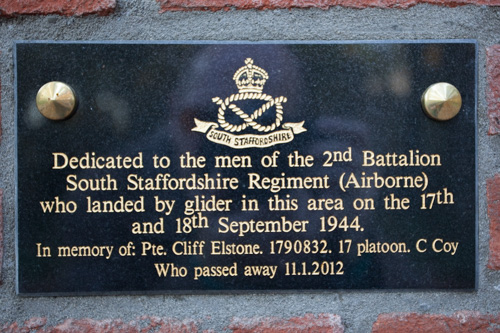 SOUTH STAFFORDSHIRE
Dedicated to the men of the 2nd Battalion
South Staffordshire Regiment (Airborne)
who landed by glider in this area on the 17th
and 18th September 1944.
In memory of: Pte. Cliff Elstone. 1790832. 17 platoon. C Coy
Who passed away 11.1.2012